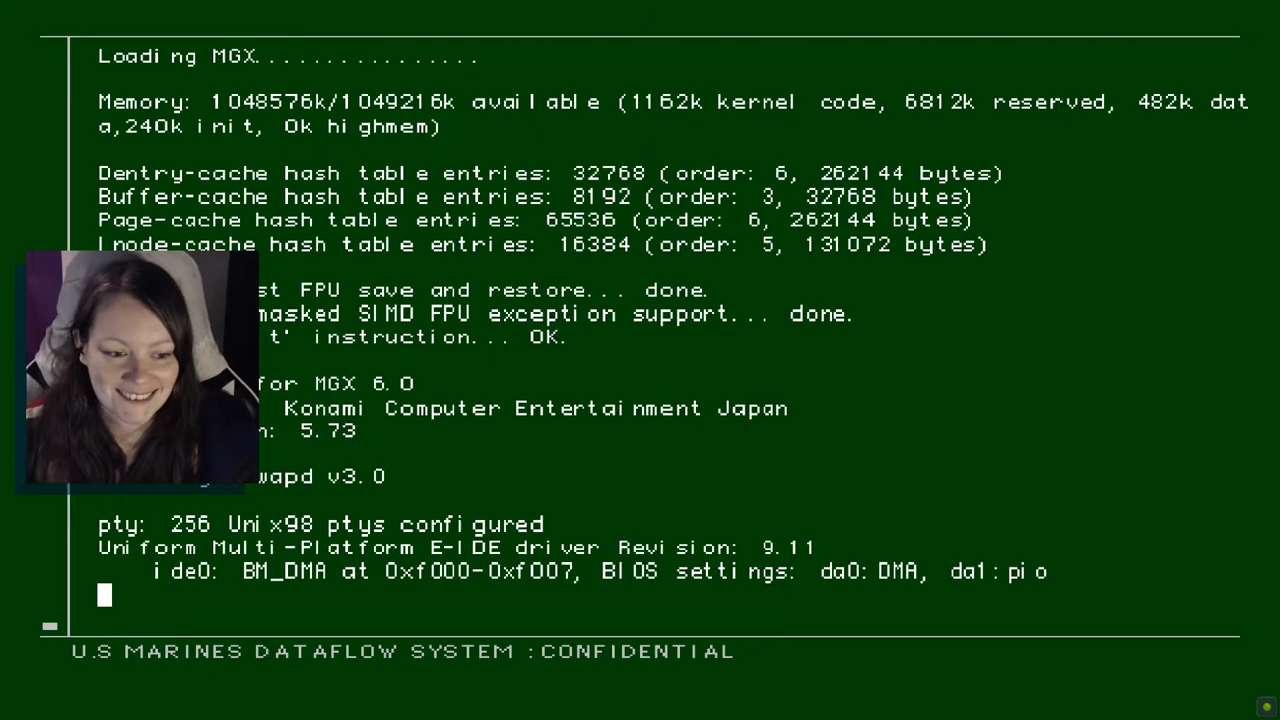 Loading MGX................
Memory: 1048576k/1049216k available (1162k kernel code, 6812k reserved, 482k dat
a,240k init, 0k highmem)
Dentry-cache hash table entries: 32768 (order: 6, 262144 bytes)
Buffer-cache hash table entries: 8192 (order: 3, 32768 bytes)
Page-cache hash table entries: 65536 (order: 6, 262144 bytes)
Inode-cache hash table entries: 16384 (order: 5, 131072 bytes)
FPU save and restore... done.
SIMD FPU exception support... done.
instruction... OK.
for MGX 6.0
Konami Computer Entertainment Japan
5.73
v3.0
pty: 256 Unix98 ptys configured
Uniform Multi-Platform E-IDE driver Revision: 9.11
ide0: BM_DMA at 0xf000-0xf007, BIOS settings: da0:DMA, da1:pio
U.S MARINES DATAFLOW SYSTEM :CONFIDENTIAL